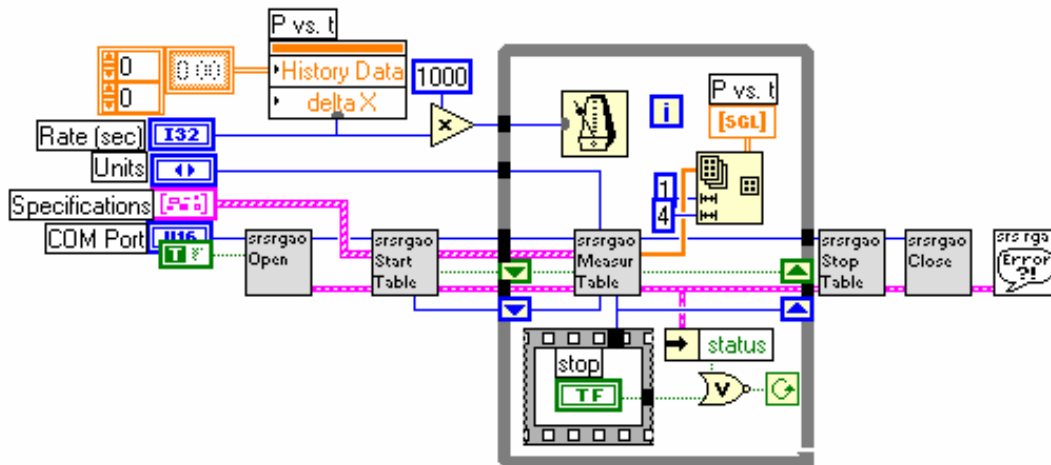 P vs. t
0
0
0.00
History Data
delta X
1000
x
i
P vs. t
[SGL]
Rate (sec)
I32
Units
Specifications
COM Port
U16
T F
1
4
srsrgao
Open
srsrgao
Start
Table
srsrgao
Measur
Table
srsrgao
Stop
Table
srsrgao
Close
srs rga
Error
?!
status
stop
TF
V